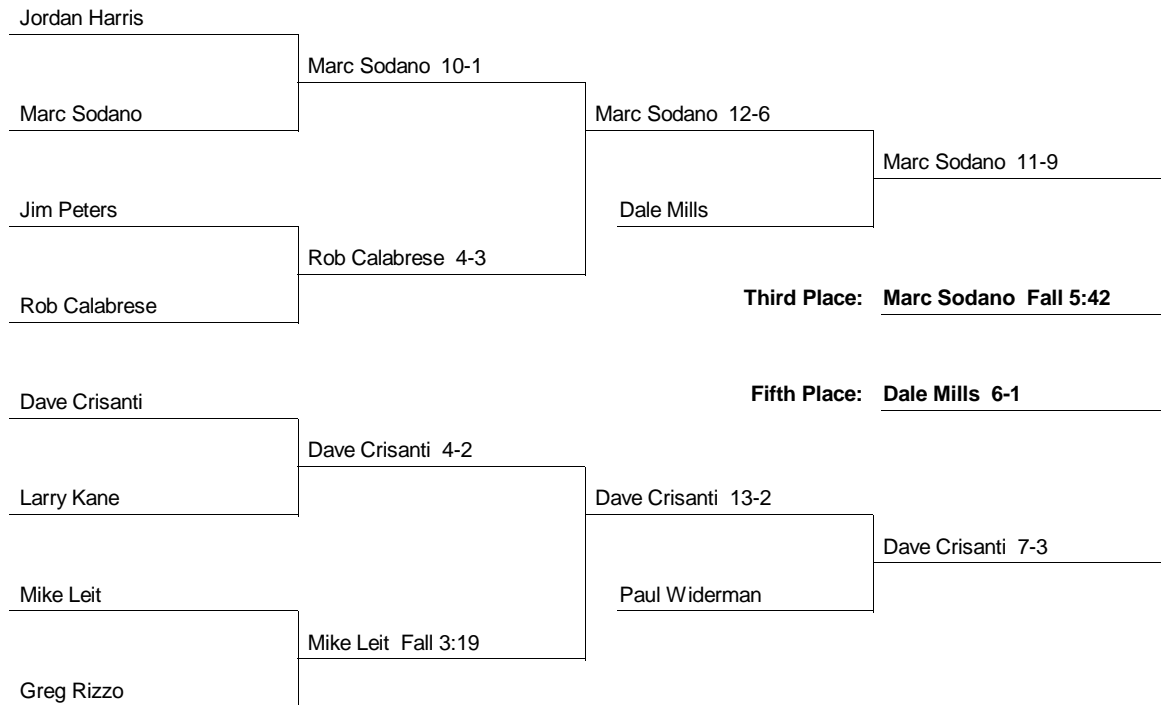 Jordan Harris
Marc Sodano 10-1
Marc Sodano
Marc Sodano 12-6
Marc Sodano 11-9
Jim Peters
Dale Mills
Rob Calabrese 4-3
Rob Calabrese
Third Place: Marc Sodano Fall 5:42
Fifth Place: Dale Mills 6-1
Dave Crisanti
Dave Crisanti 4-2
Larry Kane
Dave Crisanti 13-2
Dave Crisanti 7-3
Mike Leit
Paul Widerman
Mike Leit Fall 3:19
Greg Rizzo